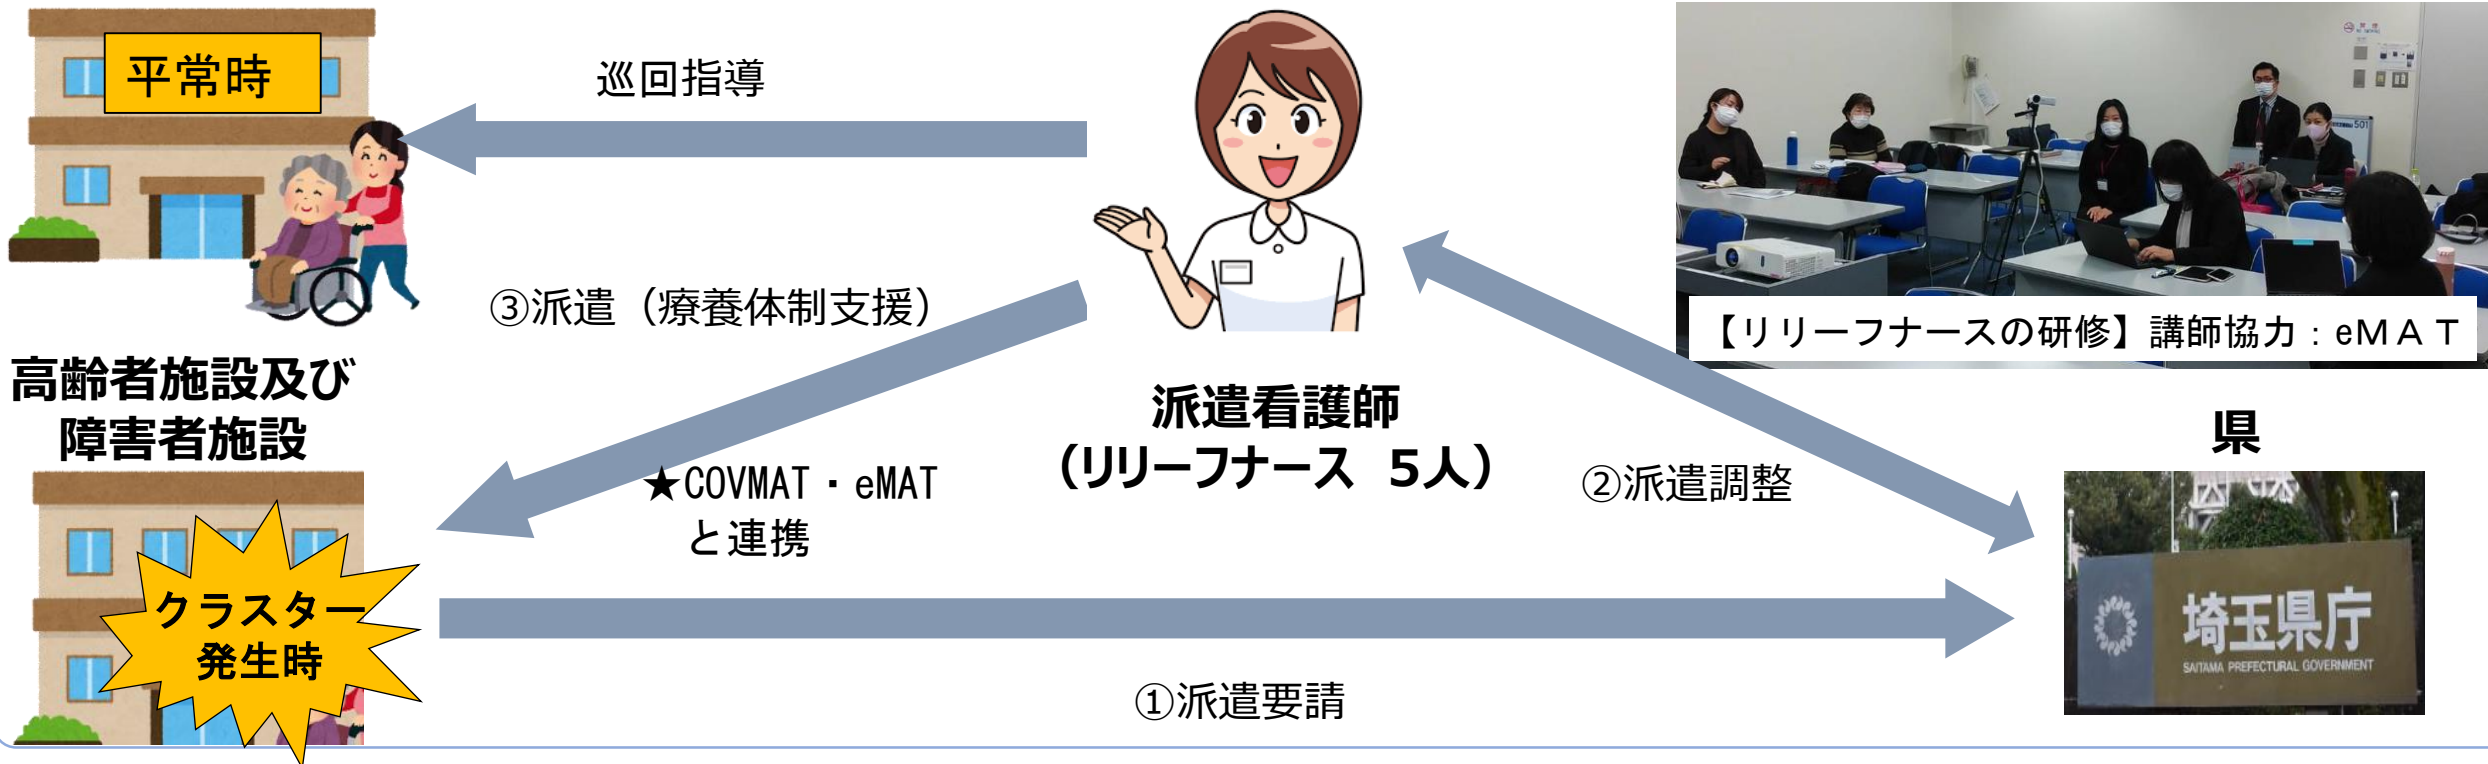 平常時
巡回指導
③派遣（療養体制支援）
高齢者施設及び
障害者施設
派遣看護師
（リリーフナース　５人）
★COVMAT・eMAT
と連携
②派遣調整
【リリーフナースの研修】講師協力：eＭＡＴ
501
県
クラスター
発生時
①派遣要請
埼玉県庁
SAITAMA PREFECTURAL GOVERNMENT